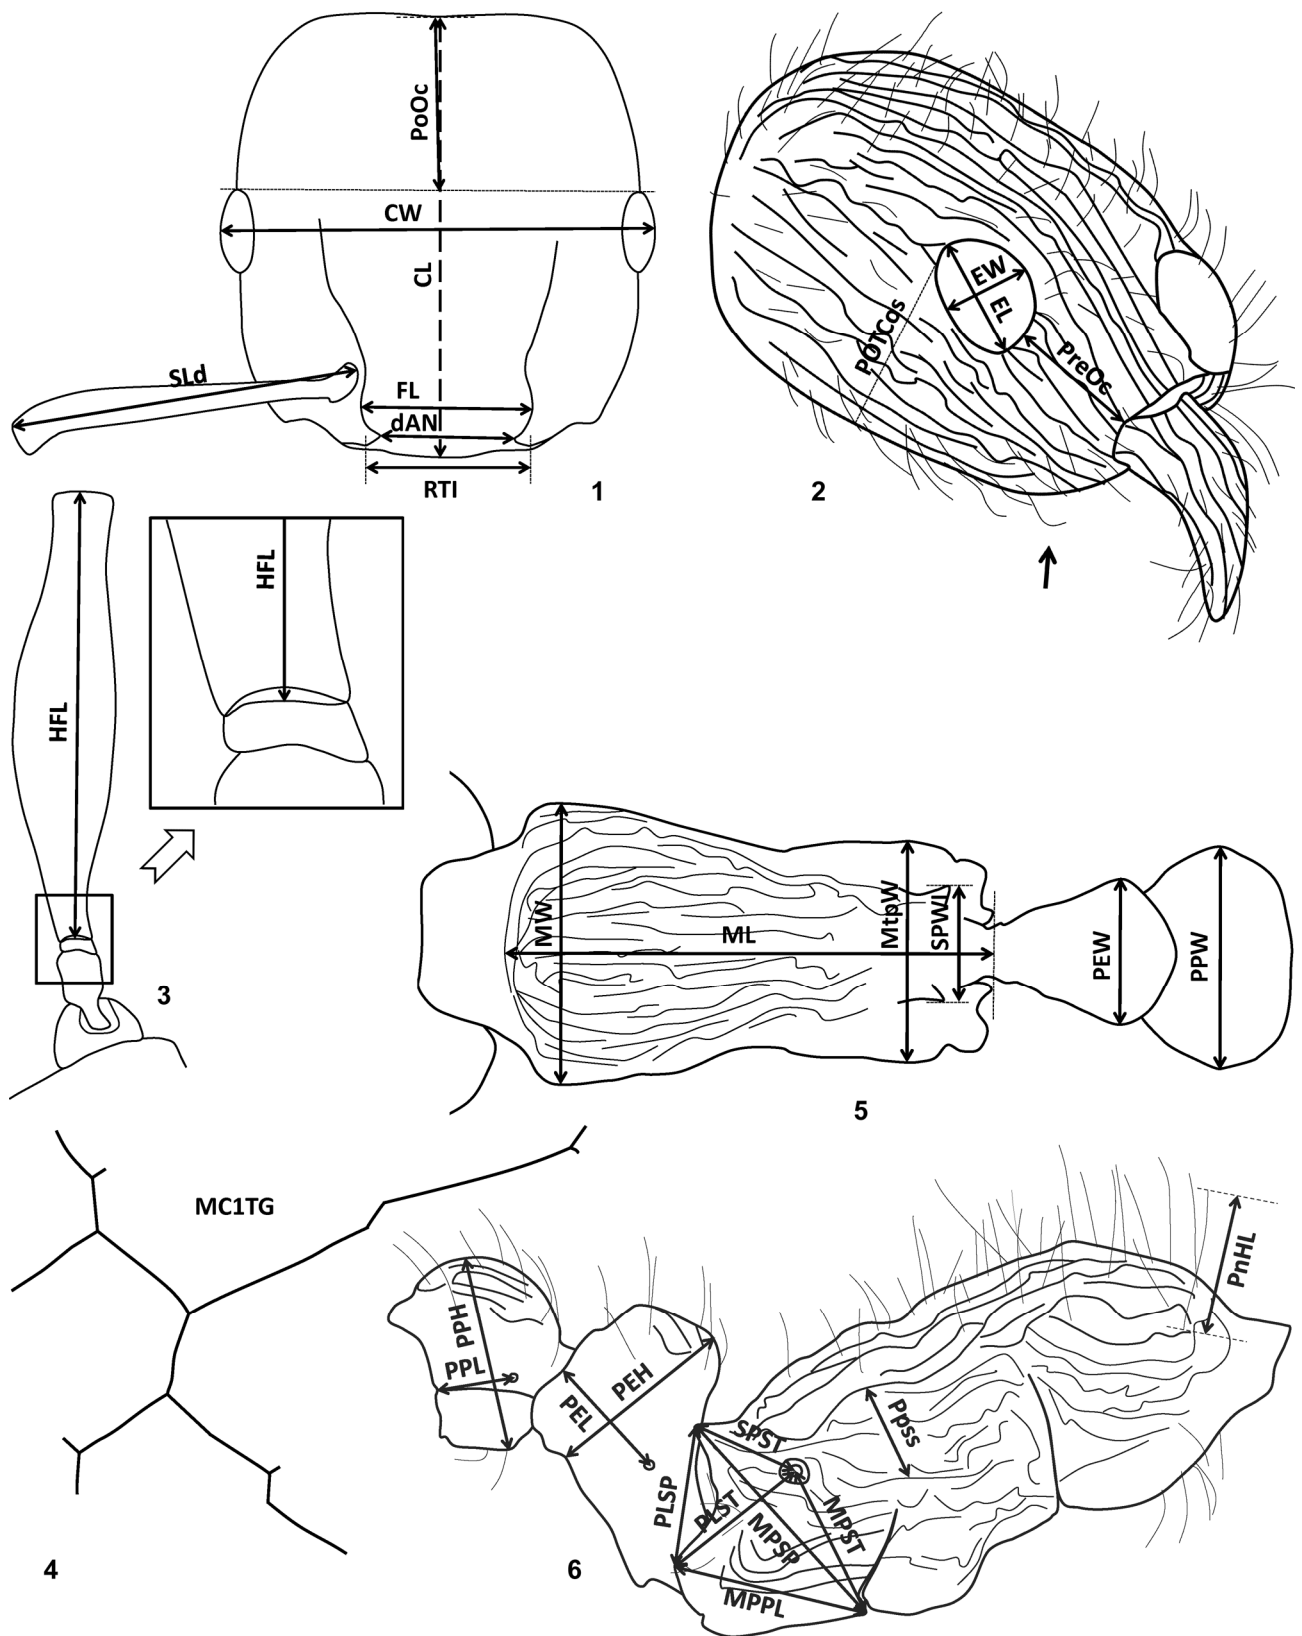 PoOc
CW
CL
SLd
FL
dAN
RTI
1
EW
EL
POTCos
PreOc
2
HFL
HFL
3
MW
ML
MtpW
SPWI
PEW
PPW
5
MC1TG
4
PnHL
PPH
PPL
PEH
PEL
Ppss
SPST
PLSP
PLST
MPST
MPSP
MPPL
6